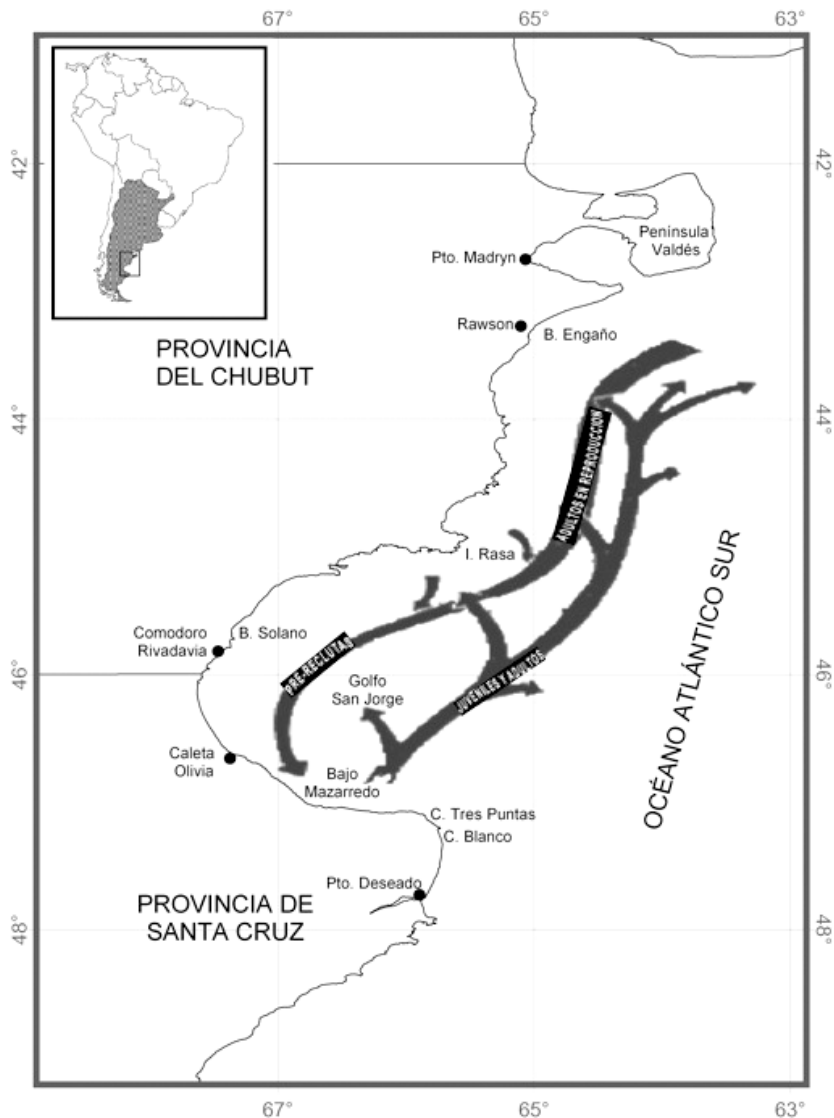 67°
65°
63°
42°
42°
Península
Valdés
Pto. Madryn
Rawson
B. Engaño
PROVINCIA
DEL CHUBUT
44°
44°
ADULTOS EN REPRODUCCION
I. Rasa
OCÉANO ATLÁNTICO SUR
Comodoro
Rivadavia
B. Solano
PRE-RECLUTAS
JUVENILES Y ADULTOS
46°
46°
Golfo
San Jorge
Caleta
Olivia
Bajo
Mazarredo
C. Tres Puntas
C. Blanco
Pto. Deseado
PROVINCIA DE
SANTA CRUZ
48°
48°
67°
65°
63°